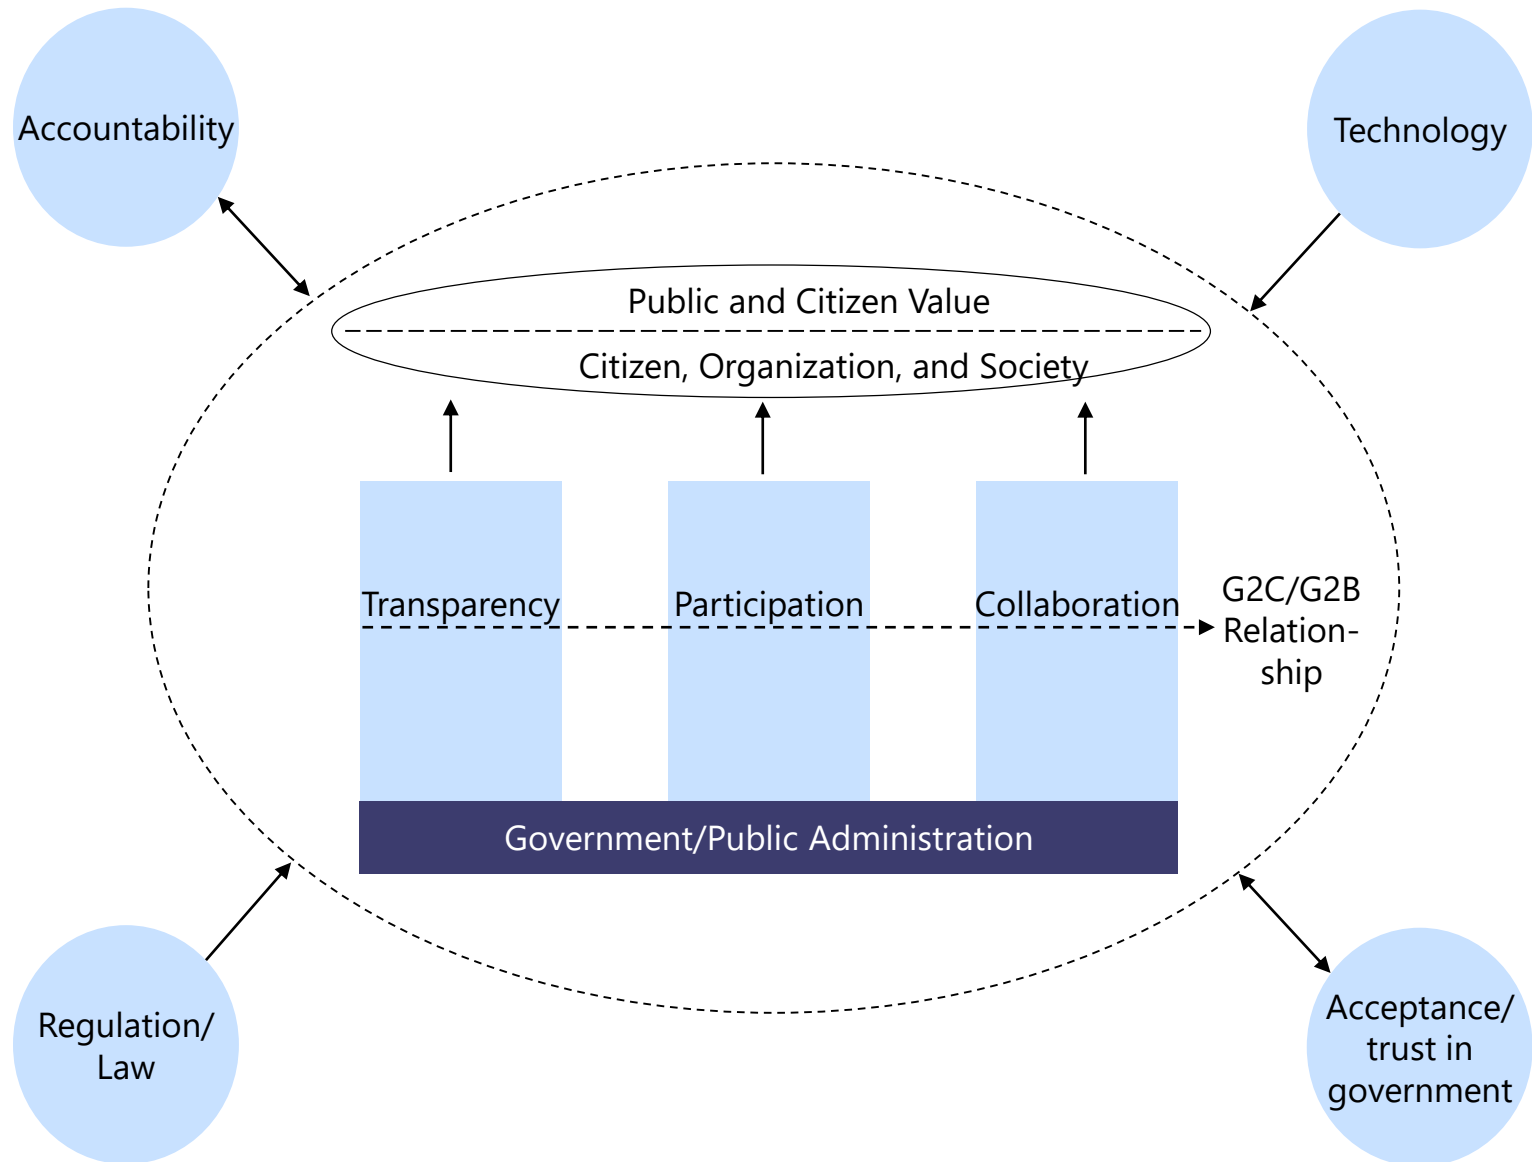 Accountability
Technology
Public and Citizen Value
Citizen, Organization, and Society
Transparency
Participation
Collaboration
G2C/G2B
Relation-
ship
Government/Public Administration
Regulation/
Law
Acceptance/
trust in
government